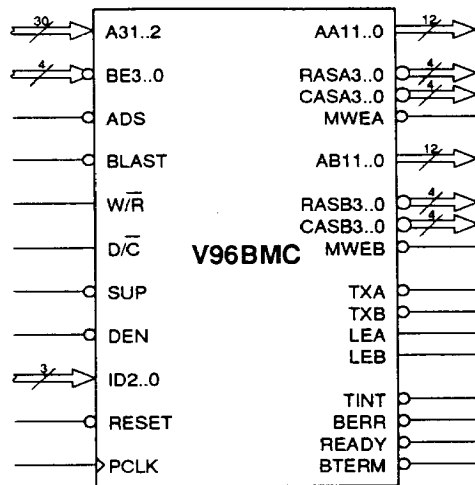 30 A31..2 AA11..0 12
4 BE3..0 RASA3..0 4
CASA3..0 4
ADS MWEA
BLAST AB11..0 12
W/R̅ RASB3..0 4
CASB3..0 4
D/C̅ V96BMC MWEB
SUP TXA
TXB
DEN LEA
LEB
3 ID2..0
TINT
RESET BERR
READY
PCLK BTERM